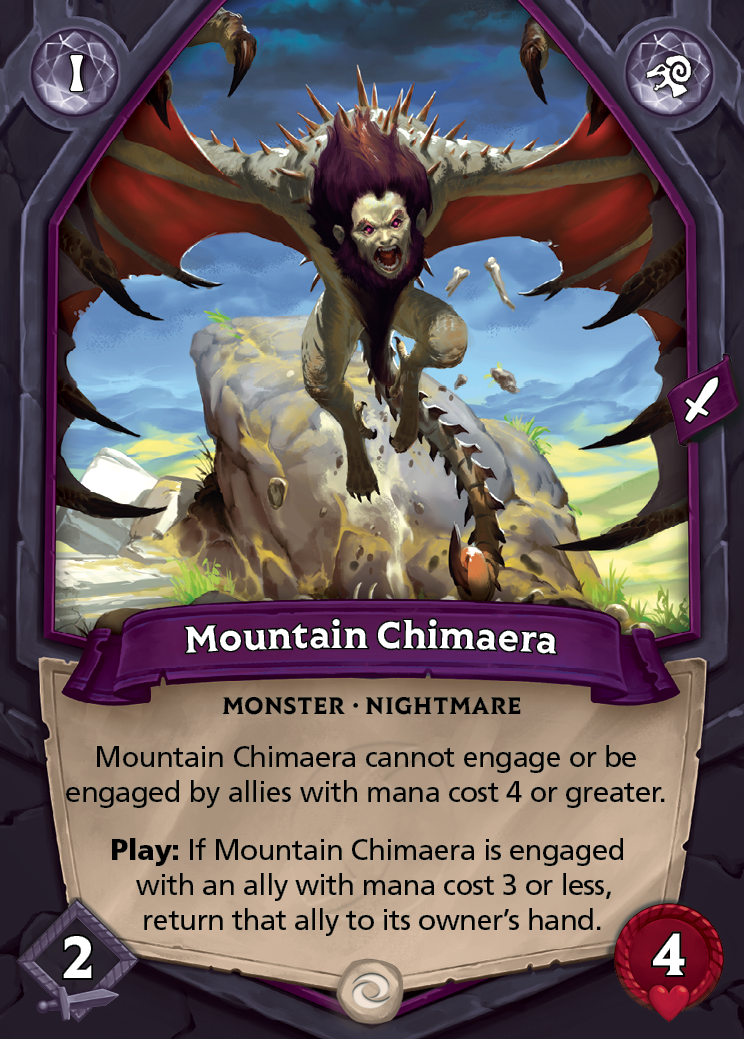 I
Mountain Chimaera
MONSTER · NIGHTMARE
Mountain Chimaera cannot engage or be
engaged by allies with mana cost 4 or greater.
Play: If Mountain Chimaera is engaged
with an ally with mana cost 3 or less,
return that ally to its owner’s hand.
2
4